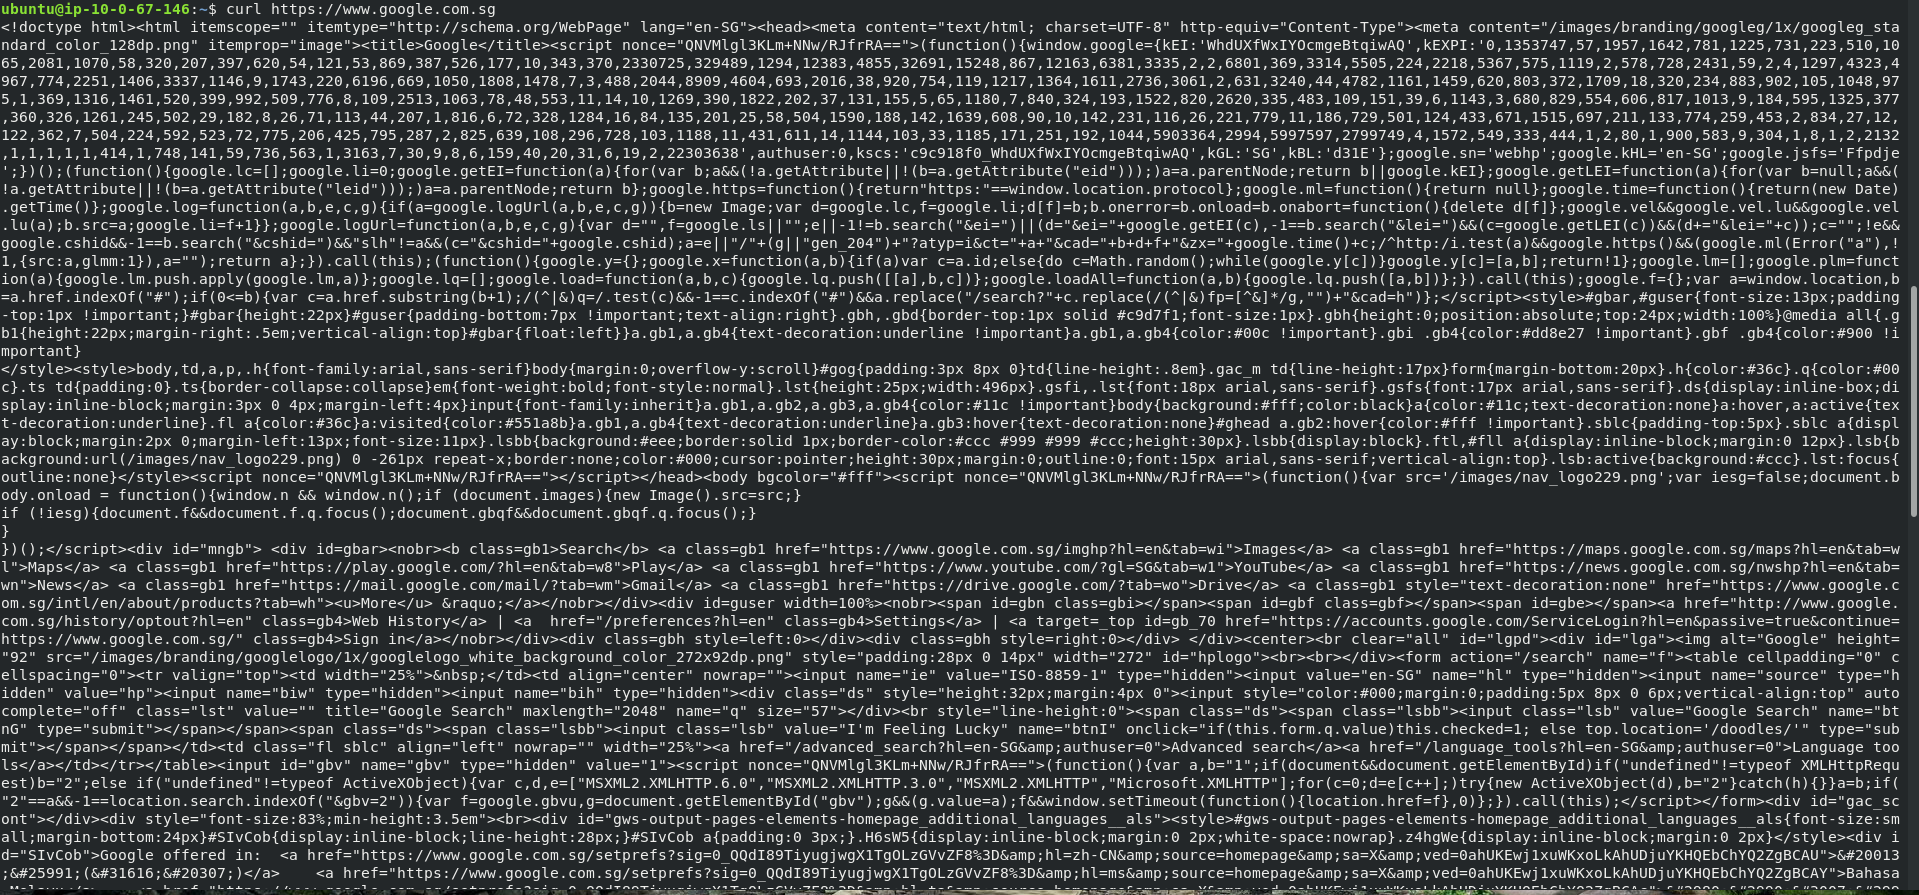 ubuntu@ip-10-0-67-146:~$ curl https://www.google.com.sg
<!doctype html><html itemscope="" itemtype="http://schema.org/WebPage" lang="en-SG"><head><meta content="text/html; charset=UTF-8" http-equiv="Content-Type"><meta content="/images/branding/googleg/1x/googleg_sta
ndard_color_128dp.png" itemprop="image"><title>Google</title><script nonce="QNVMlgl3KLm+NNw/RJfrRA==">(function(){window.google={kEI:'WhdUXfWxIYOcmgeBtqiwAQ',kEXPI:'0,1353747,57,1957,1642,781,1225,731,223,510,10
65,2081,1070,58,320,207,397,620,54,121,53,869,387,526,177,10,343,370,2330725,329489,1294,12383,4855,32691,15248,867,12163,6381,3335,2,2,6801,369,3314,5505,224,2218,5367,575,1119,2,578,728,2431,59,2,4,1297,4323,4
967,774,2251,1406,3337,1146,9,1743,220,6196,669,1050,1808,1478,7,3,488,2044,8909,4604,693,2016,38,920,754,119,1217,1364,1611,2736,3061,2,631,3240,44,4782,1161,1459,620,803,372,1709,18,320,234,883,902,105,1048,97
5,1,369,1316,1461,520,399,992,509,776,8,109,2513,1063,78,48,553,11,14,10,1269,390,1822,202,37,131,155,5,65,1180,7,840,324,193,1522,820,2620,335,483,109,151,39,6,1143,3,680,829,554,606,817,1013,9,184,595,1325,377
,360,326,1261,245,502,29,182,8,26,71,113,44,207,1,816,6,72,328,1284,16,84,135,201,25,58,504,1590,188,142,1639,608,90,10,142,231,116,26,221,779,11,186,729,501,124,433,671,1515,697,211,133,774,259,453,2,834,27,12,
122,362,7,504,224,592,523,72,775,206,425,795,287,2,825,639,108,296,728,103,1188,11,431,611,14,1144,103,33,1185,171,251,192,1044,5903364,2994,5997597,2799749,4,1572,549,333,444,1,2,80,1,900,583,9,304,1,8,1,2,2132
,1,1,1,1,1,414,1,748,141,59,736,563,1,3163,7,30,9,8,6,159,40,20,31,6,19,2,22303638',authuser:0,kscs:'c9c918f0_WhdUXfWxIYOcmgeBtqiwAQ',kGL:'SG',kBL:'d31E'};google.sn='webhp';google.kHL='en-SG';google.jsfs='Ffpdje
';})();(function(){google.lc=[];google.li=0;google.getEI=function(a){for(var b;a&&(!a.getAttribute||!(b=a.getAttribute("eid")));)a=a.parentNode;return b||google.kEI};google.getLEI=function(a){for(var b=null;a&&(
!a.getAttribute||!(b=a.getAttribute("leid")));)a=a.parentNode;return b};google.https=function(){return"https:"==window.location.protocol};google.ml=function(){return null};google.time=function(){return(new Date)
.getTime()};google.log=function(a,b,e,c,g){if(a=google.logUrl(a,b,e,c,g)){b=new Image;var d=google.lc,f=google.li;d[f]=b;b.onerror=b.onload=b.onabort=function(){delete d[f]};google.vel&&google.vel.lu&&google.vel
.lu(a);b.src=a;google.li=f+1}};google.logUrl=function(a,b,e,c,g){var d="",f=google.ls||"";e||-1!=b.search("&ei=")||(d="&ei="+google.getEI(c),-1==b.search("&lei=")&&(c=google.getLEI(c))&&(d+="&lei="+c));c="";!e&&
google.cshid&&-1==b.search("&cshid=")&&"slh"!=a&&(c="&cshid="+google.cshid);a=e||"/"+(g||"gen_204")+"?atyp=i&ct="+a+"&cad="+b+d+f+"&zx="+google.time()+c;/^http:/i.test(a)&&google.https()&&(google.ml(Error("a"),!
1,{src:a,glmm:1}),a="");return a};}).call(this);(function(){google.y={};google.x=function(a,b){if(a)var c=a.id;else{do c=Math.random();while(google.y[c])}google.y[c]=[a,b];return!1};google.lm=[];google.plm=funct
ion(a){google.lm.push.apply(google.lm,a)};google.lq=[];google.load=function(a,b,c){google.lq.push([[a],b,c])};google.loadAll=function(a,b){google.lq.push([a,b])};}).call(this);google.f={};var a=window.location,b
=a.href.indexOf("#");if(0<=b){var c=a.href.substring(b+1);/(^|&)q=/.test(c)&&-1==c.indexOf("#")&&a.replace("/search?"+c.replace(/(^|&)fp=[^&]*/g,"")+"&cad=h")};</script><style>#gbar,#guser{font-size:13px;padding
-top:1px !important;}#gbar{height:22px}#guser{padding-bottom:7px !important;text-align:right}.gbh,.gbd{border-top:1px solid #c9d7f1;font-size:1px}.gbh{height:0;position:absolute;top:24px;width:100%}@media all{.g
b1{height:22px;margin-right:.5em;vertical-align:top}#gbar{float:left}}a.gb1,a.gb4{text-decoration:underline !important}a.gb1,a.gb4{color:#00c !important}.gbi .gb4{color:#dd8e27 !important}.gbf .gb4{color:#900 !i
mportant}
</style><style>body,td,a,p,.h{font-family:arial,sans-serif}body{margin:0;overflow-y:scroll}#gog{padding:3px 8px 0}td{line-height:.8em}.gac_m td{line-height:17px}form{margin-bottom:20px}.h{color:#36c}.q{color:#00
c}.ts td{padding:0}.ts{border-collapse:collapse}em{font-weight:bold;font-style:normal}.lst{height:25px;width:496px}.gsfi,.lst{font:18px arial,sans-serif}.gsfs{font:17px arial,sans-serif}.ds{display:inline-box;di
splay:inline-block;margin:3px 0 4px;margin-left:4px}input{font-family:inherit}a.gb1,a.gb2,a.gb3,a.gb4{color:#11c !important}body{background:#fff;color:black}a{color:#11c;text-decoration:none}a:hover,a:active{tex
t-decoration:underline}.fl a{color:#36c}a:visited{color:#551a8b}a.gb1,a.gb4{text-decoration:underline}a.gb3:hover{text-decoration:none}#ghead a.gb2:hover{color:#fff !important}.sblc{padding-top:5px}.sblc a{displ
ay:block;margin:2px 0;margin-left:13px;font-size:11px}.lsbb{background:#eee;border:solid 1px;border-color:#ccc #999 #999 #ccc;height:30px}.lsbb{display:block}.ftl,#fll a{display:inline-block;margin:0 12px}.lsb{b
ackground:url(/images/nav_logo229.png) 0 -261px repeat-x;border:none;color:#000;cursor:pointer;height:30px;margin:0;outline:0;font:15px arial,sans-serif;vertical-align:top}.lsb:active{background:#ccc}.lst:focus{
outline:none}</style><script nonce="QNVMlgl3KLm+NNw/RJfrRA=="></script></head><body bgcolor="#fff"><script nonce="QNVMlgl3KLm+NNw/RJfrRA==">(function(){var src='/images/nav_logo229.png';var iesg=false;document.b
ody.onload = function(){window.n && window.n();if (document.images){new Image().src=src;}
if (!iesg){document.f&&document.f.q.focus();document.gbqf&&document.gbqf.q.focus();}
}
})();</script><div id="mngb"> <div id=gbar><nobr><b class=gb1>Search</b> <a class=gb1 href="https://www.google.com.sg/imghp?hl=en&tab=wi">Images</a> <a class=gb1 href="https://maps.google.com.sg/maps?hl=en&tab=w
l">Maps</a> <a class=gb1 href="https://play.google.com/?hl=en&tab=w8">Play</a> <a class=gb1 href="https://www.youtube.com/?gl=SG&tab=w1">YouTube</a> <a class=gb1 href="https://news.google.com.sg/nwshp?hl=en&tab=
wn">News</a> <a class=gb1 href="https://mail.google.com/mail/?tab=wm">Gmail</a> <a class=gb1 href="https://drive.google.com/?tab=wo">Drive</a> <a class=gb1 style="text-decoration:none" href="https://www.google.c
om.sg/intl/en/about/products?tab=wh"><u>More</u> &raquo;</a></nobr></div><div id=guser width=100%><nobr><span id=gbn class=gbi></span><span id=gbf class=gbf></span><span id=gbe></span><a href="http://www.google.
com.sg/history/optout?hl=en" class=gb4>Web History</a> | <a  href="/preferences?hl=en" class=gb4>Settings</a> | <a target=_top id=gb_70 href="https://accounts.google.com/ServiceLogin?hl=en&passive=true&continue=
https://www.google.com.sg/" class=gb4>Sign in</a></nobr></div><div class=gbh style=left:0></div><div class=gbh style=right:0></div> </div><center><br clear="all" id="lgpd"><div id="lga"><img alt="Google" height=
"92" src="/images/branding/googlelogo/1x/googlelogo_white_background_color_272x92dp.png" style="padding:28px 0 14px" width="272" id="hplogo"><br><br></div><form action="/search" name="f"><table cellpadding="0" c
ellspacing="0"><tr valign="top"><td width="25%">&nbsp;</td><td align="center" nowrap=""><input name="ie" value="ISO-8859-1" type="hidden"><input value="en-SG" name="hl" type="hidden"><input name="source" type="h
idden" value="hp"><input name="biw" type="hidden"><input name="bih" type="hidden"><div class="ds" style="height:32px;margin:4px 0"><input style="color:#000;margin:0;padding:5px 8px 0 6px;vertical-align:top" auto
complete="off" class="lst" value="" title="Google Search" maxlength="2048" name="q" size="57"></div><br style="line-height:0"><span class="ds"><span class="lsbb"><input class="lsb" value="Google Search" name="bt
nG" type="submit"></span></span><span class="ds"><span class="lsbb"><input class="lsb" value="I'm Feeling Lucky" name="btnI" onclick="if(this.form.q.value)this.checked=1; else top.location='/doodles/'" type="sub
mit"></span></span></td><td class="fl sblc" align="left" nowrap="" width="25%"><a href="/advanced_search?hl=en-SG&amp;authuser=0">Advanced search</a><a href="/language_tools?hl=en-SG&amp;authuser=0">Language too
ls</a></td></tr></table><input id="gbv" name="gbv" type="hidden" value="1"><script nonce="QNVMlgl3KLm+NNw/RJfrRA==">(function(){var a,b="1";if(document&&document.getElementById)if("undefined"!=typeof XMLHttpRequ
est)b="2";else if("undefined"!=typeof ActiveXObject){var c,d,e=["MSXML2.XMLHTTP.6.0","MSXML2.XMLHTTP.3.0","MSXML2.XMLHTTP","Microsoft.XMLHTTP"];for(c=0;d=e[c++];)try{new ActiveXObject(d),b="2"}catch(h){}}a=b;if(
"2"==a&&-1==location.search.indexOf("&gbv=2")){var f=google.gbvu,g=document.getElementById("gbv");g&&(g.value=a);f&&window.setTimeout(function(){location.href=f},0)};}).call(this);</script></form><div id="gac_sc
ont"></div><div style="font-size:83%;min-height:3.5em"><br><div id="gws-output-pages-elements-homepage_additional_languages__als"><style>#gws-output-pages-elements-homepage_additional_languages__als{font-size:sm
all;margin-bottom:24px}#SIvCob{display:inline-block;line-height:28px;}#SIvCob a{padding:0 3px;}.H6sW5{display:inline-block;margin:0 2px;white-space:nowrap}.z4hgWe{display:inline-block;margin:0 2px}</style><div i
d="SIvCob">Google offered in:  <a href="https://www.google.com.sg/setprefs?sig=0_QQdI89TiyugjwgX1TgOLzGVvZF8%3D&amp;hl=zh-CN&amp;source=homepage&amp;sa=X&amp;ved=0ahUKEwj1xuWKxoLkAhUDjuYKHQEbChYQ2ZgBCAU">&#20013
;&#25991;(&#31616;&#20307;)</a>    <a href="https://www.google.com.sg/setprefs?sig=0_QQdI89TiyugjwgX1TgOLzGVvZF8%3D&amp;hl=ms&amp;source=homepage&amp;sa=X&amp;ved=0ahUKEwj1xuWKxoLkAhUDjuYKHQEbChYQ2ZgBCAY">Bahasa